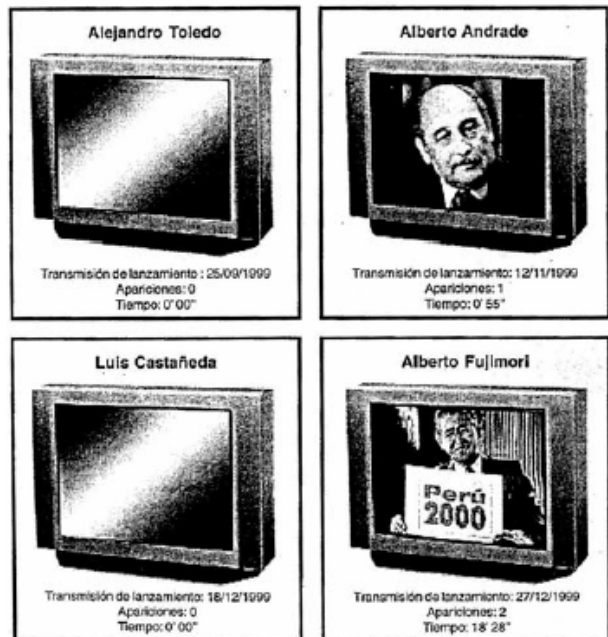 Alejandro Toledo
Transmisión de lanzamiento : 25/09/1999
Apariciones: 0
Tiempo: 0' 00"
Alberto Andrade
Transmisión de lanzamiento: 12/11/1999
Apariciones: 1
Tiempo: 0' 55"
Luis Castañeda
Transmisión de lanzamiento: 18/12/1999
Apariciones: 0
Tiempo: 0' 00"
Alberto Fujimori
Perú
2000
Transmisión de lanzamiento: 27/12/1999
Apariciones: 2
Tiempo: 18' 28"